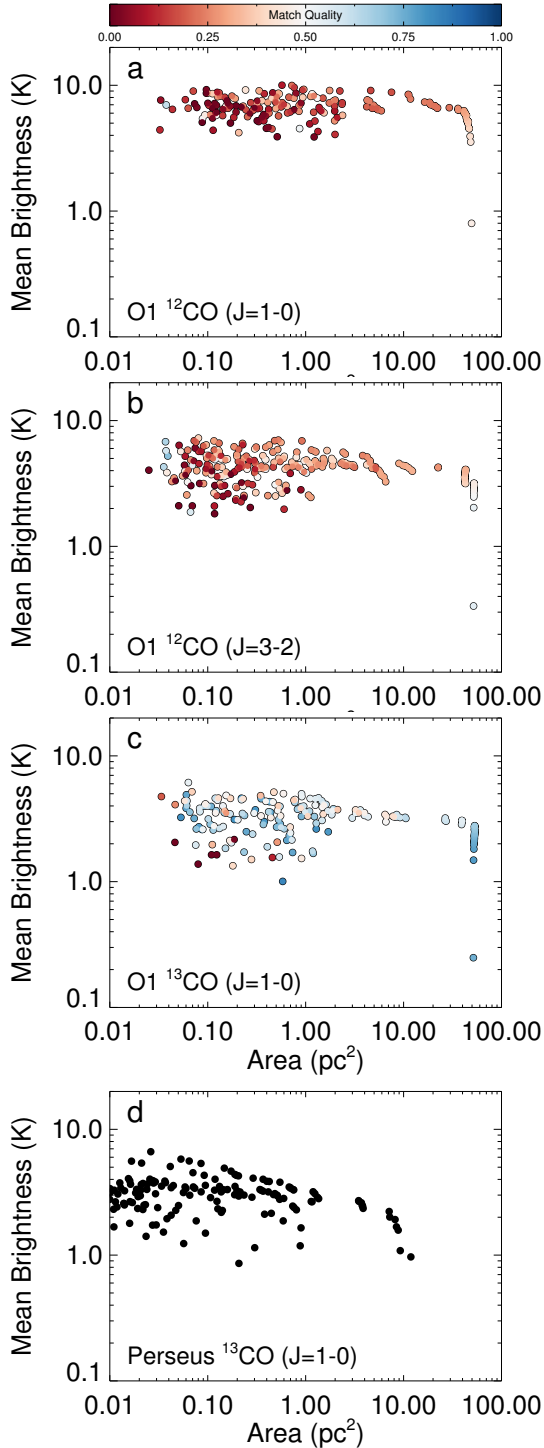 Match Quality
0.00 0.25 0.50 0.75 1.00
a
10.0
1.0
0.1
Mean Brightness (K)
O1 ¹²CO (J=1-0)
0.01 0.10 1.00 10.00 100.00
b
10.0
1.0
0.1
Mean Brightness (K)
O1 ¹²CO (J=3-2)
0.01 0.10 1.00 10.00 100.00
c
10.0
1.0
0.1
Mean Brightness (K)
O1 ¹³CO (J=1-0)
0.01 0.10 1.00 10.00 100.00
Area (pc²)
d
10.0
1.0
0.1
Mean Brightness (K)
Perseus ¹³CO (J=1-0)
0.01 0.10 1.00 10.00 100.00
Area (pc²)